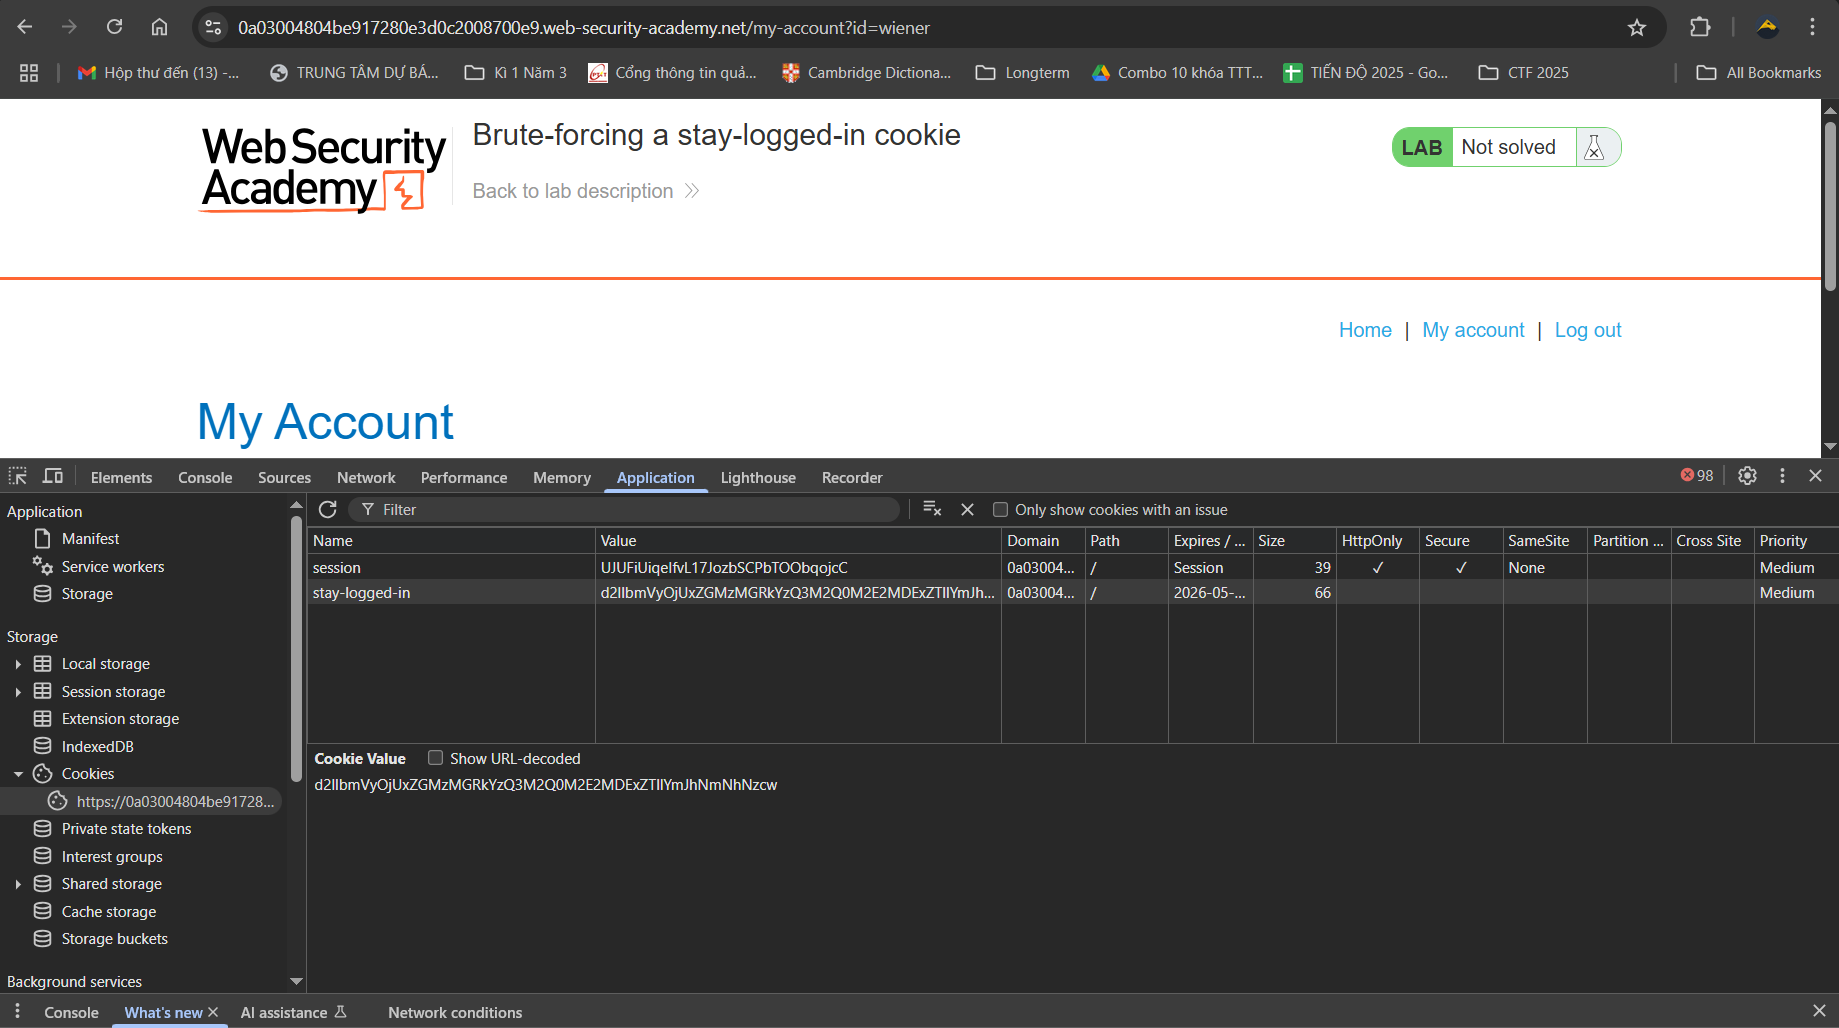 0a03004804be917280e3d0c2008700e9.web-security-academy.net/my-account?id=wiener
Hộp thư đến (13) -... TRUNG TÂM DỰ BÁ... Kì 1 Năm 3 Cổng thông tin quả... Cambridge Dictiona... Longterm Combo 10 khóa TTT... TIẾN ĐỘ 2025 - Go... CTF 2025 All Bookmarks
Web Security
Academy
Brute-forcing a stay-logged-in cookie
Back to lab description
LAB Not solved
Home | My account | Log out
My Account
Elements Console Sources Network Performance Memory Application Lighthouse Recorder 98
Application
Manifest
Service workers
Storage
Storage
Local storage
Session storage
Extension storage
IndexedDB
Cookies
https://0a03004804be91728...
Private state tokens
Interest groups
Shared storage
Cache storage
Storage buckets
Background services
Filter Only show cookies with an issue
Name Value Domain Path Expires / ... Size HttpOnly Secure SameSite Partition ... Cross Site Priority
session UJUFiUiqeIfvL17JozbSCPbTOObqojcC 0a03004... / Session 39 ✓ ✓ None Medium
stay-logged-in d2llbmVyOjUxZGMzMGRkYzQ3M2Q0M2E2MDExZTllYmJh... 0a03004... / 2026-05-... 66 Medium
Cookie Value Show URL-decoded
d2llbmVyOjUxZGMzMGRkYzQ3M2Q0M2E2MDExZTllYmJhNmNhNzcw
Console What's new AI assistance Network conditions